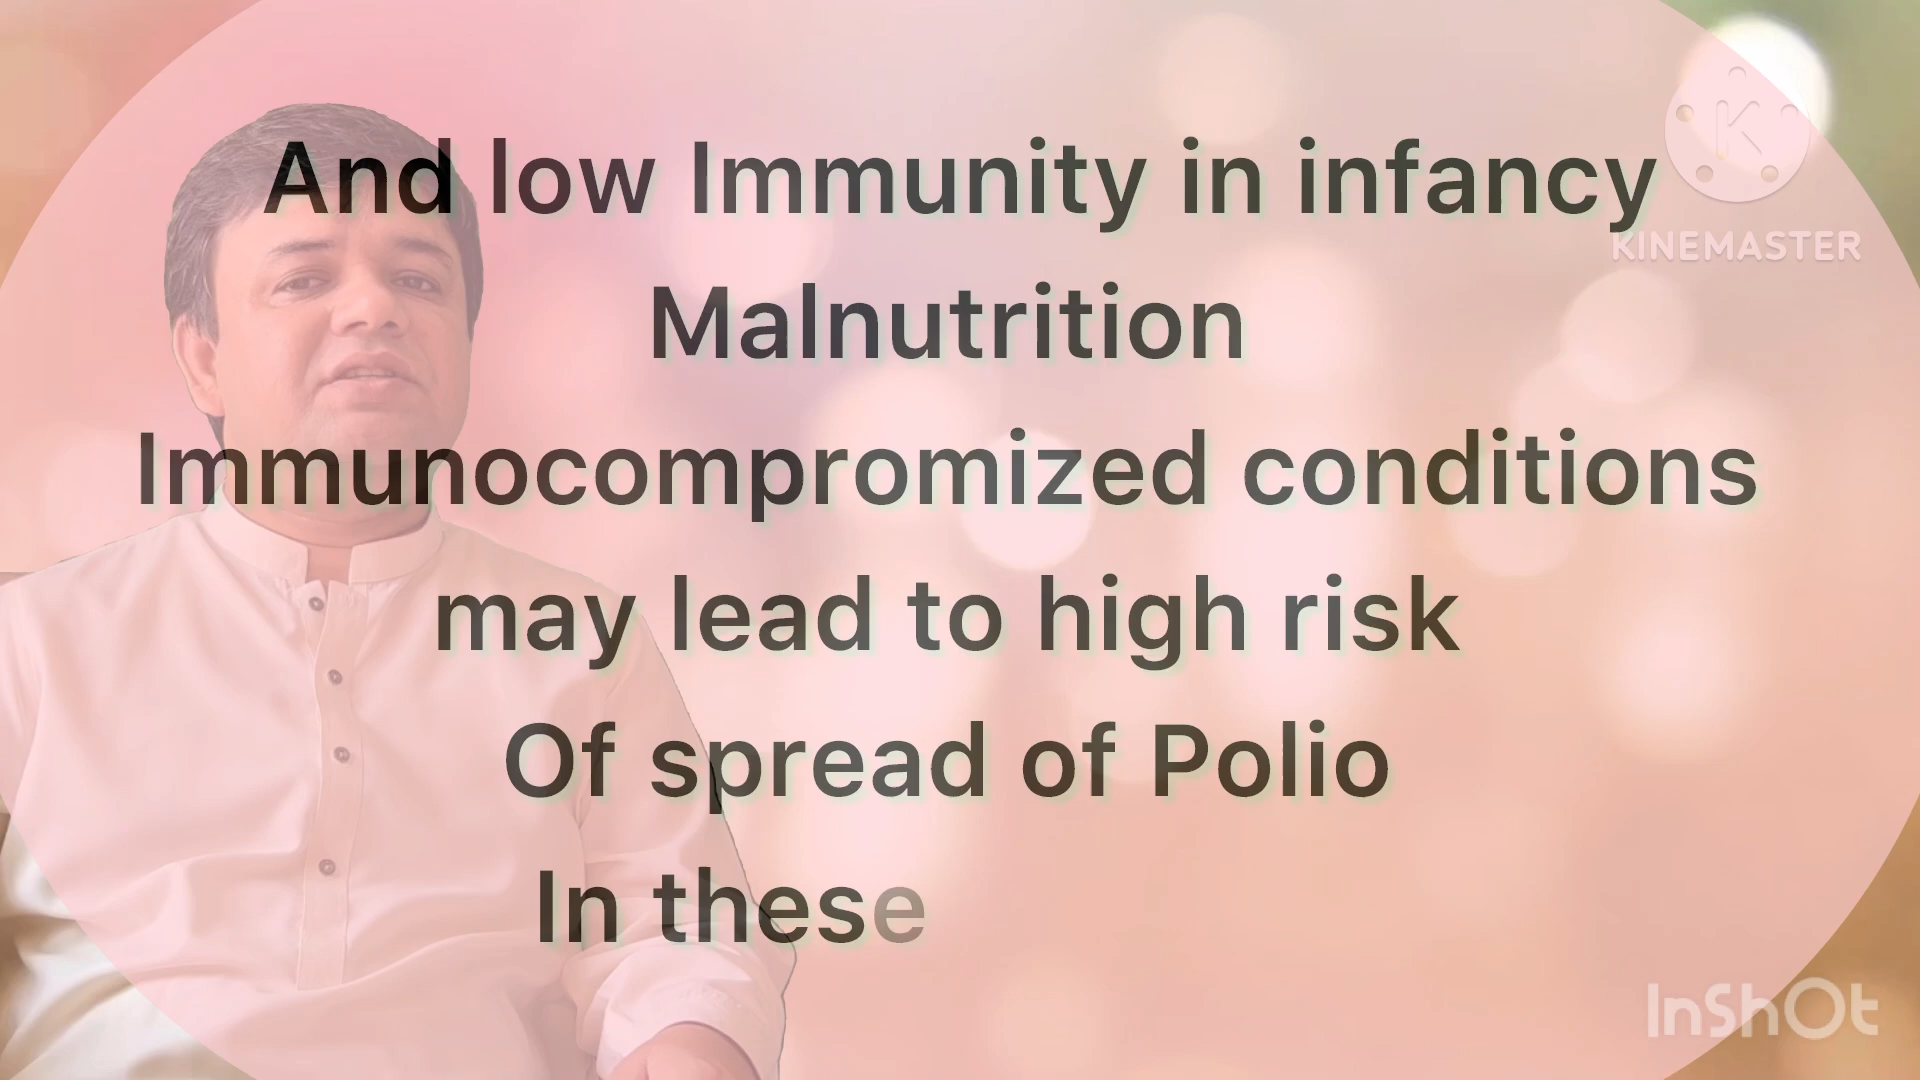 And low Immunity in infancy
Malnutrition
Immunocompromized conditions
may lead to high risk
Of spread of Polio
In these
KINEMASTER
InShOt